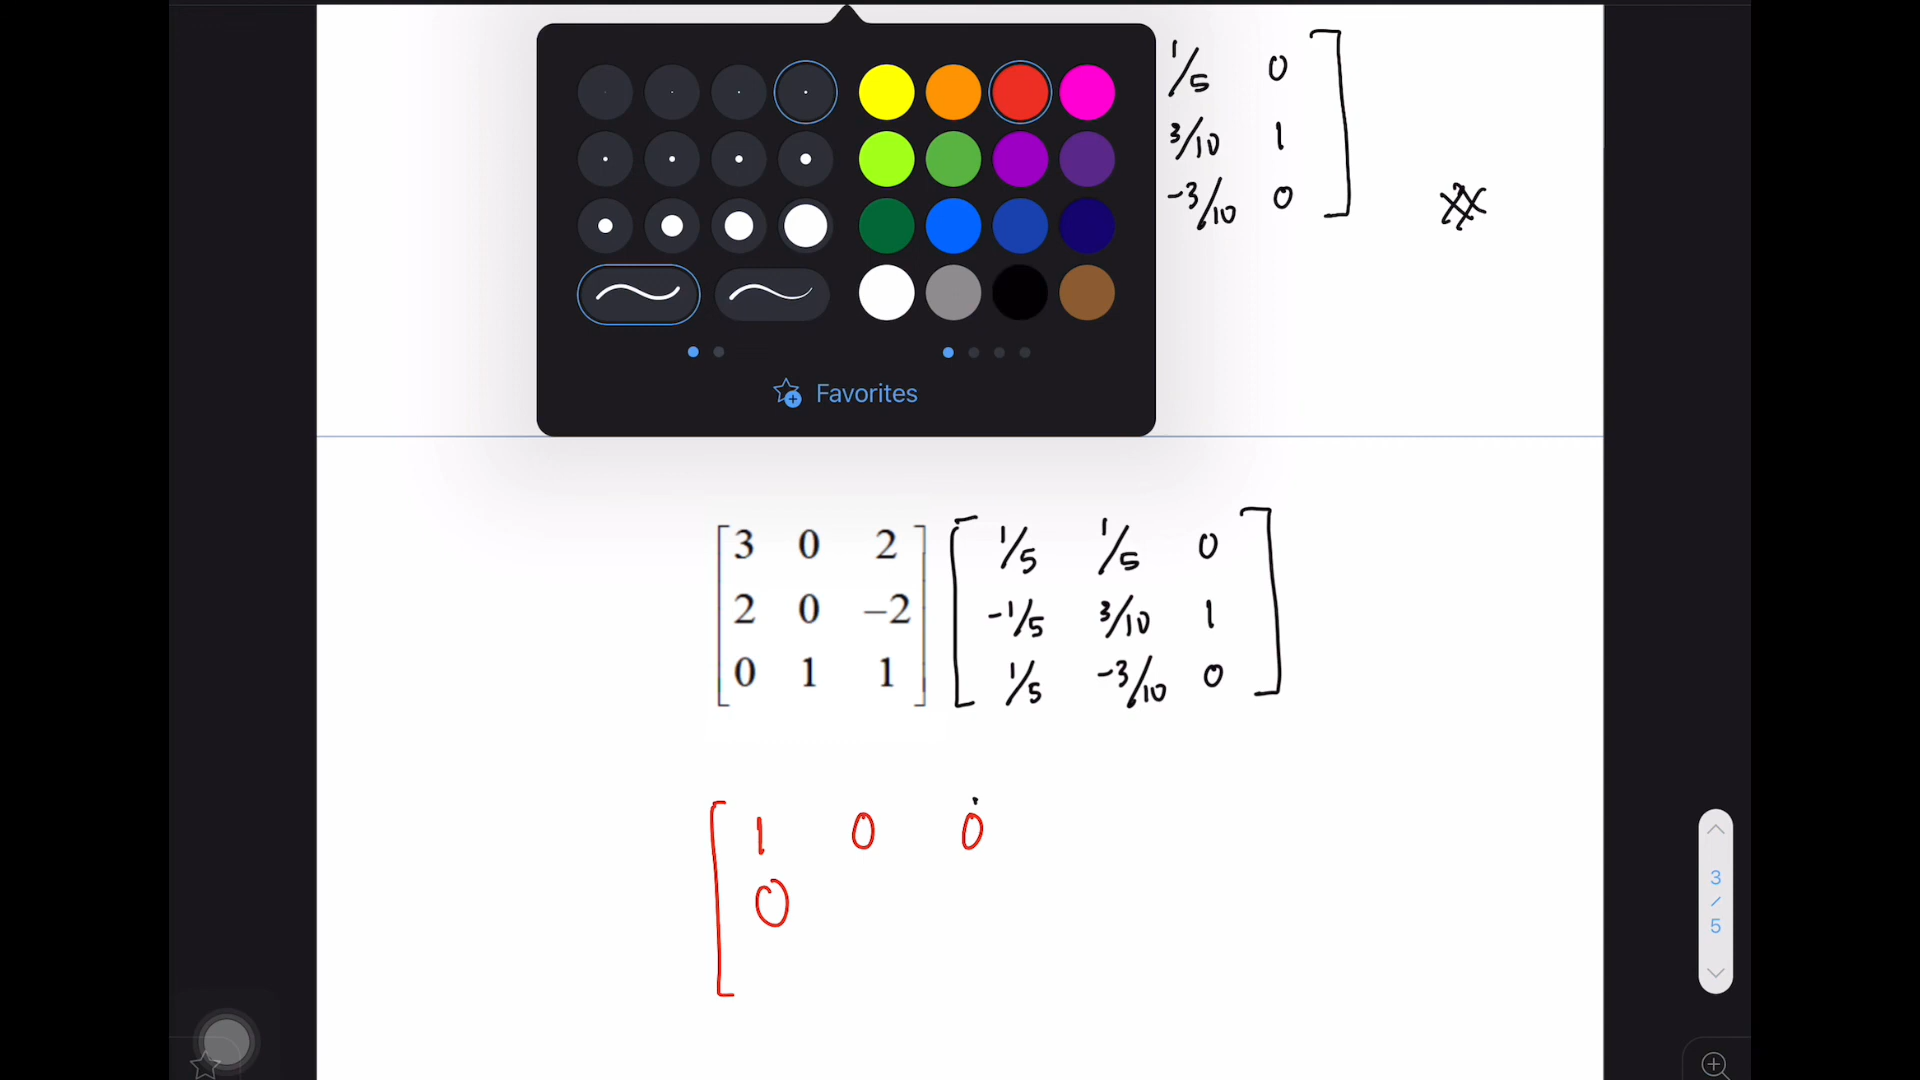 1/5 0
3/10 1
-3/10 0
Favorites
3 0 2 1/5 1/5 0
2 0 −2 -1/5 3/10 1
0 1 1 1/5 -3/10 0
1 0 0
0
3
/
5